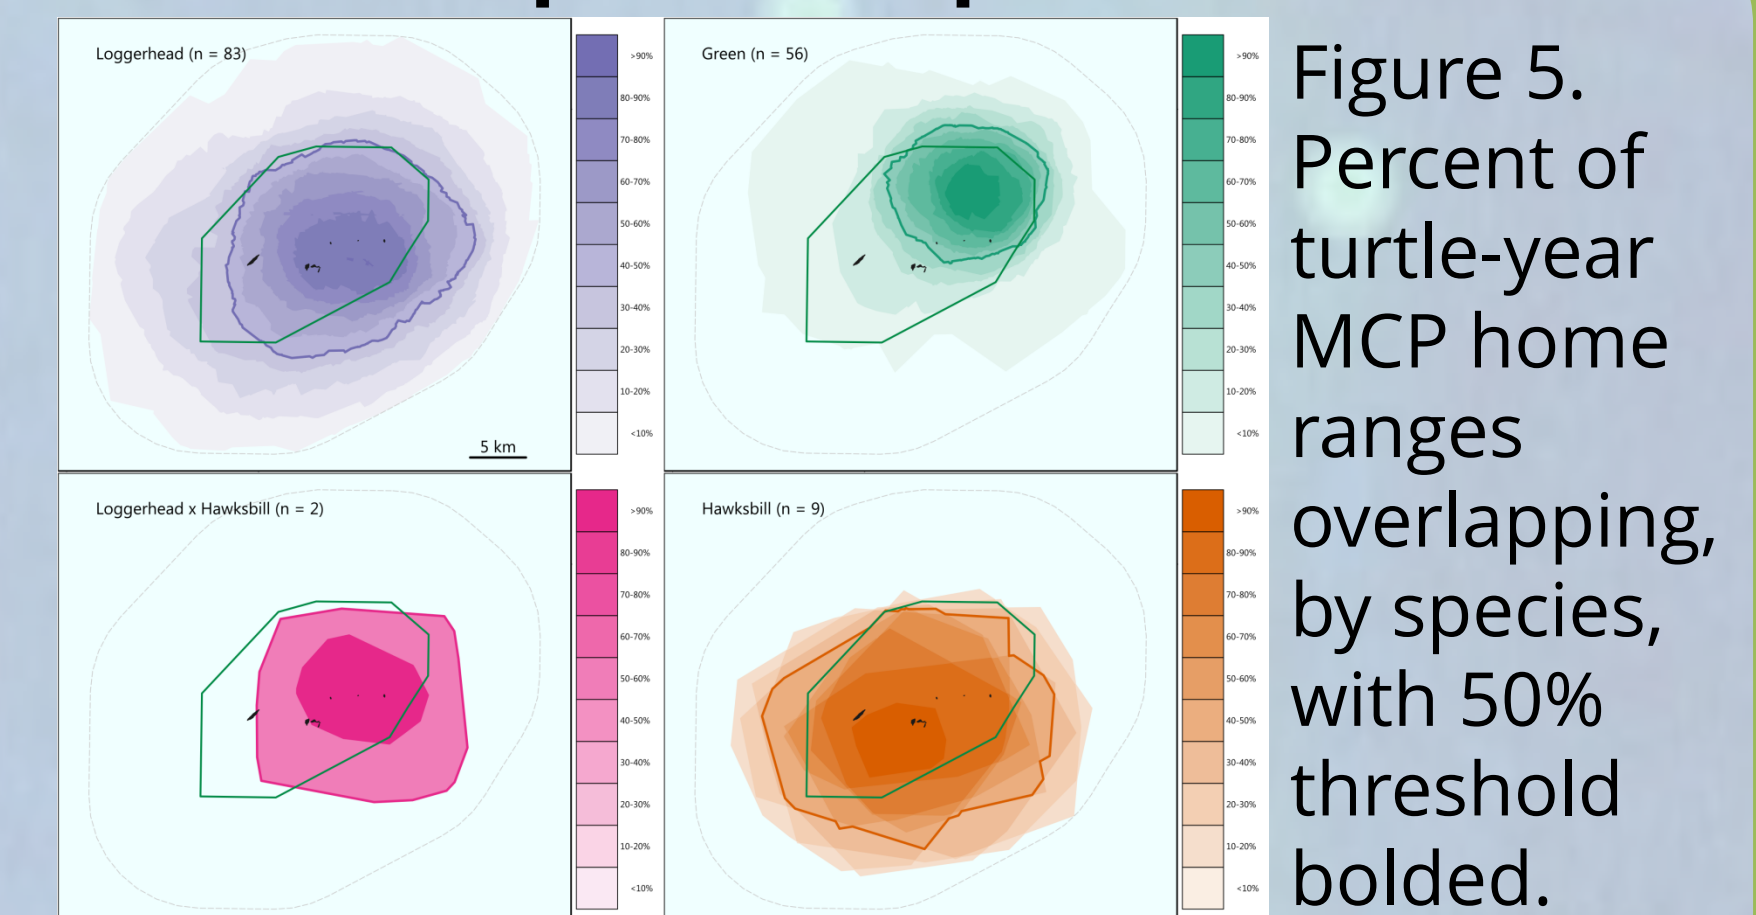 Loggerhead (n = 83)
>90%
80-90%
70-80%
60-70%
50-60%
40-50%
30-40%
20-30%
10-20%
<10%
5 km
Green (n = 56)
>90%
80-90%
70-80%
60-70%
50-60%
40-50%
30-40%
20-30%
10-20%
<10%
Loggerhead x Hawksbill (n = 2)
>90%
80-90%
70-80%
60-70%
50-60%
40-50%
30-40%
20-30%
10-20%
<10%
Hawksbill (n = 9)
>90%
80-90%
70-80%
60-70%
50-60%
40-50%
30-40%
20-30%
10-20%
<10%
Figure 5.
Percent of
turtle-year
MCP home
ranges
overlapping,
by species,
with 50%
threshold
bolded.